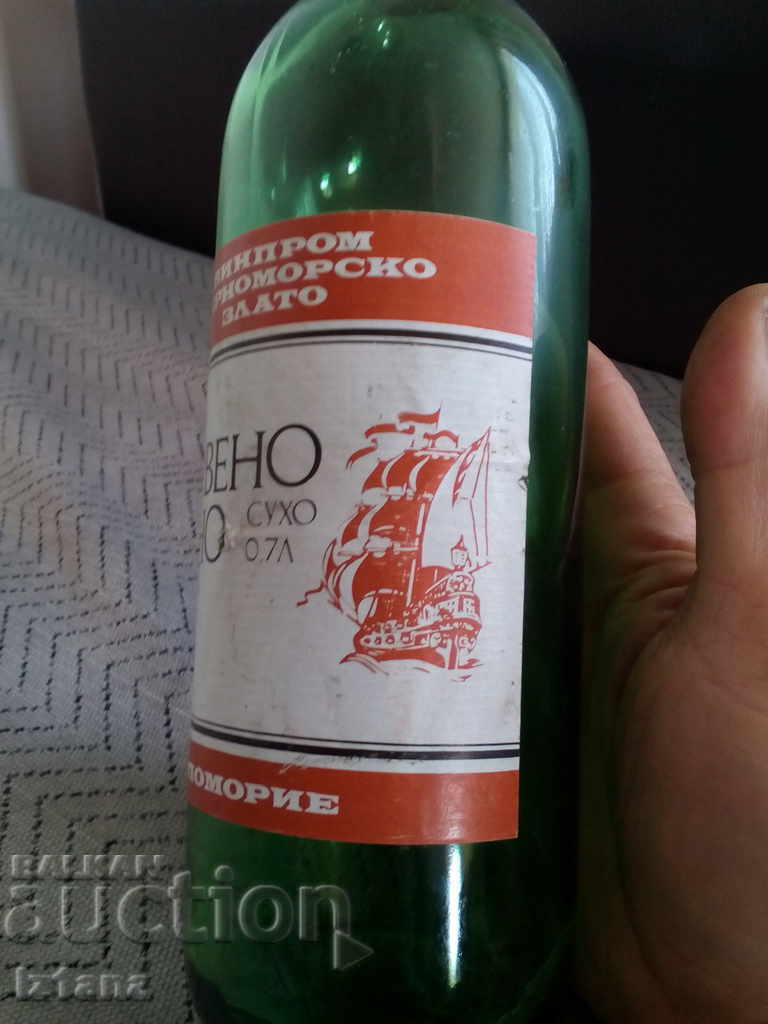 ИНПРОМ
РНОМОРСКО
ЗЛАТО
ВЕНО
О СУХО
0.7Л
ПОМОРИЕ
BALKAN
auction
Iztana